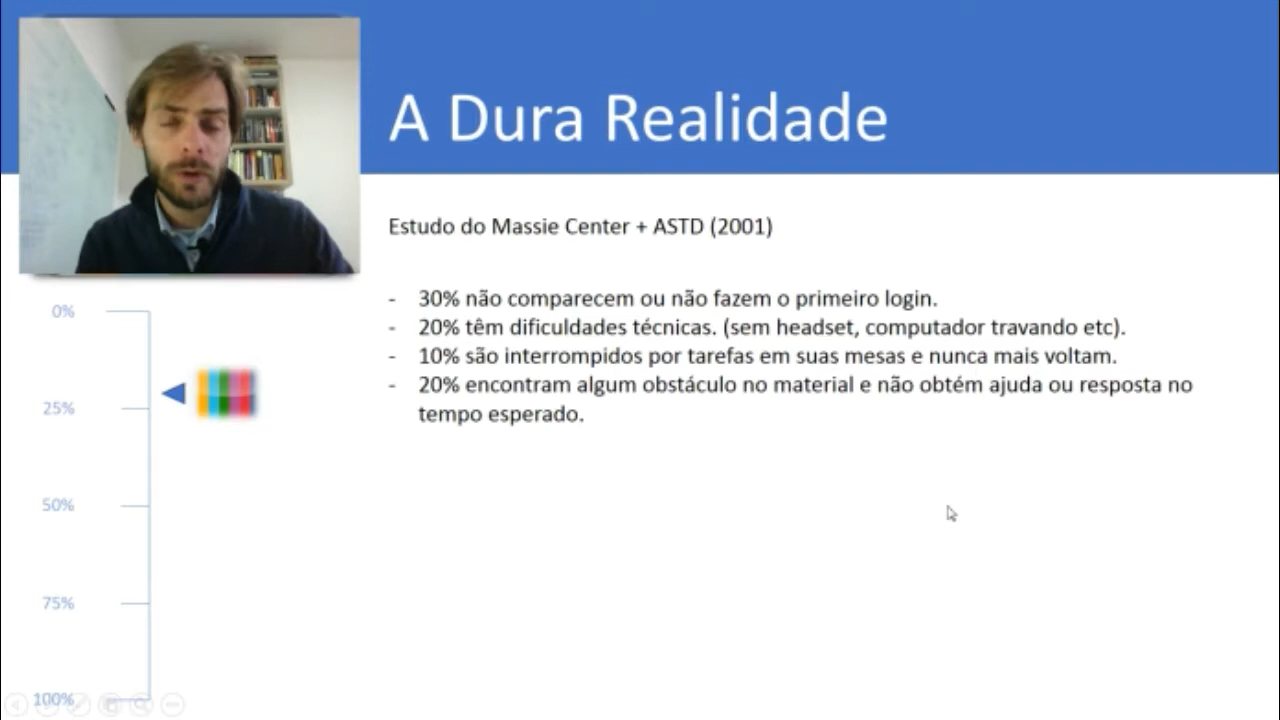 A Dura Realidade
Estudo do Massie Center + ASTD (2001)
- 30% não comparecem ou não fazem o primeiro login.
- 20% têm dificuldades técnicas. (sem headset, computador travando etc).
- 10% são interrompidos por tarefas em suas mesas e nunca mais voltam.
- 20% encontram algum obstáculo no material e não obtém ajuda ou resposta no
tempo esperado.
0%
25%
50%
75%
100%